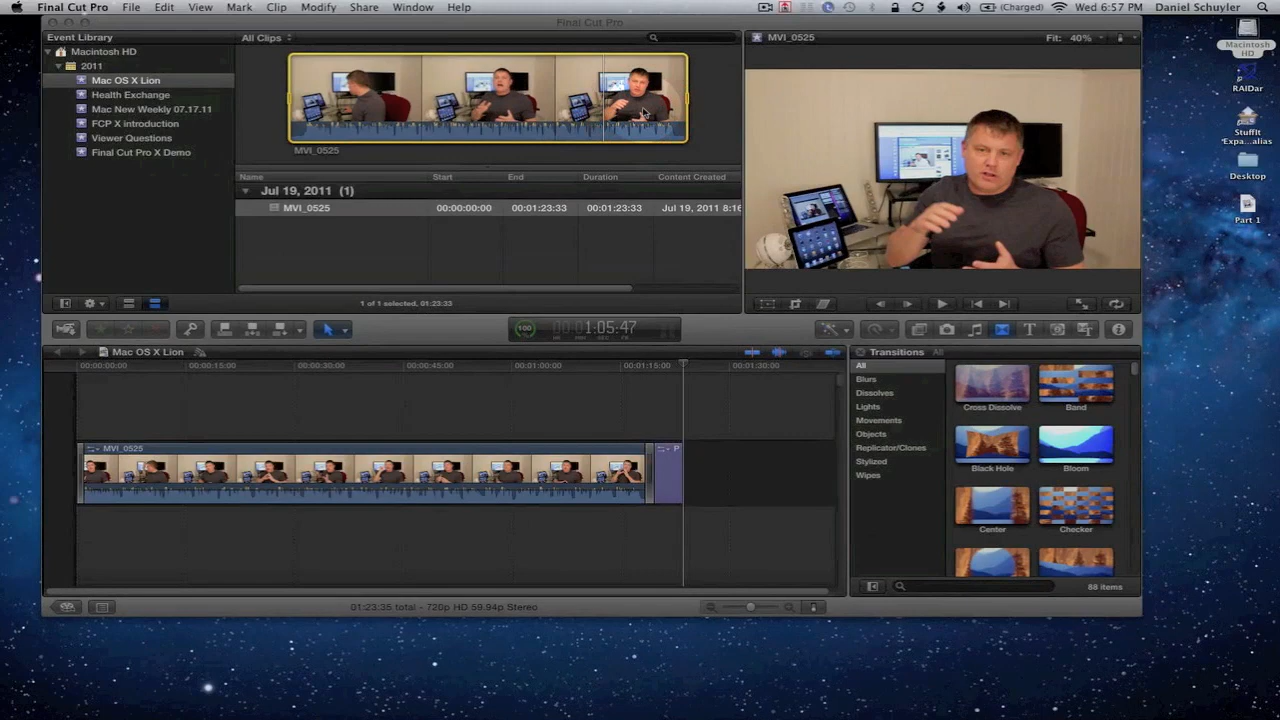 Final Cut Pro File Edit View Mark Clip Modify Share Window Help (Charged) Wed 6:57 PM Daniel Schuyler
Final Cut Pro
Event Library All Clips MVI_0525 Fit: 40%
Macintosh HD
2011
Mac OS X Lion
Health Exchange
Mac New Weekly 07.17.11
FCP X introduction
Viewer Questions
Final Cut Pro X Demo
MVI_0525
Name Start End Duration Content Created
Jul 19, 2011 (1)
MVI_0525 00:00:00:00 00:01:23:33 00:01:23:33 Jul 19, 2011 8:16
1 of 1 selected, 01:23:33
100 1:05:47
Mac OS X Lion
00:00:00:00 00:00:15:00 00:00:30:00 00:00:45:00 00:01:00:00 00:01:15:00 00:01:30:00
MVI_0525 P
01:23:35 total - 720p HD 59.94p Stereo
Transitions All
All
Blurs
Dissolves
Lights
Movements
Objects
Replicator/Clones
Stylized
Wipes
Cross Dissolve Band
Black Hole Bloom
Center Checker
88 items
Macintosh
HD
RAIDar
StuffIt
Expa...alias
Desktop
Part 1